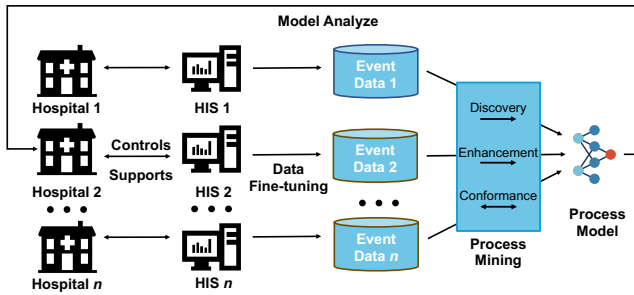 Model Analyze
Hospital 1
HIS 1
Event
Data 1
Discovery
Controls
Supports
Hospital 2
HIS 2
Data
Fine-tuning
Event
Data 2
Enhancement
Conformance
Process
Mining
Process
Model
Hospital n
HIS n
Event
Data n